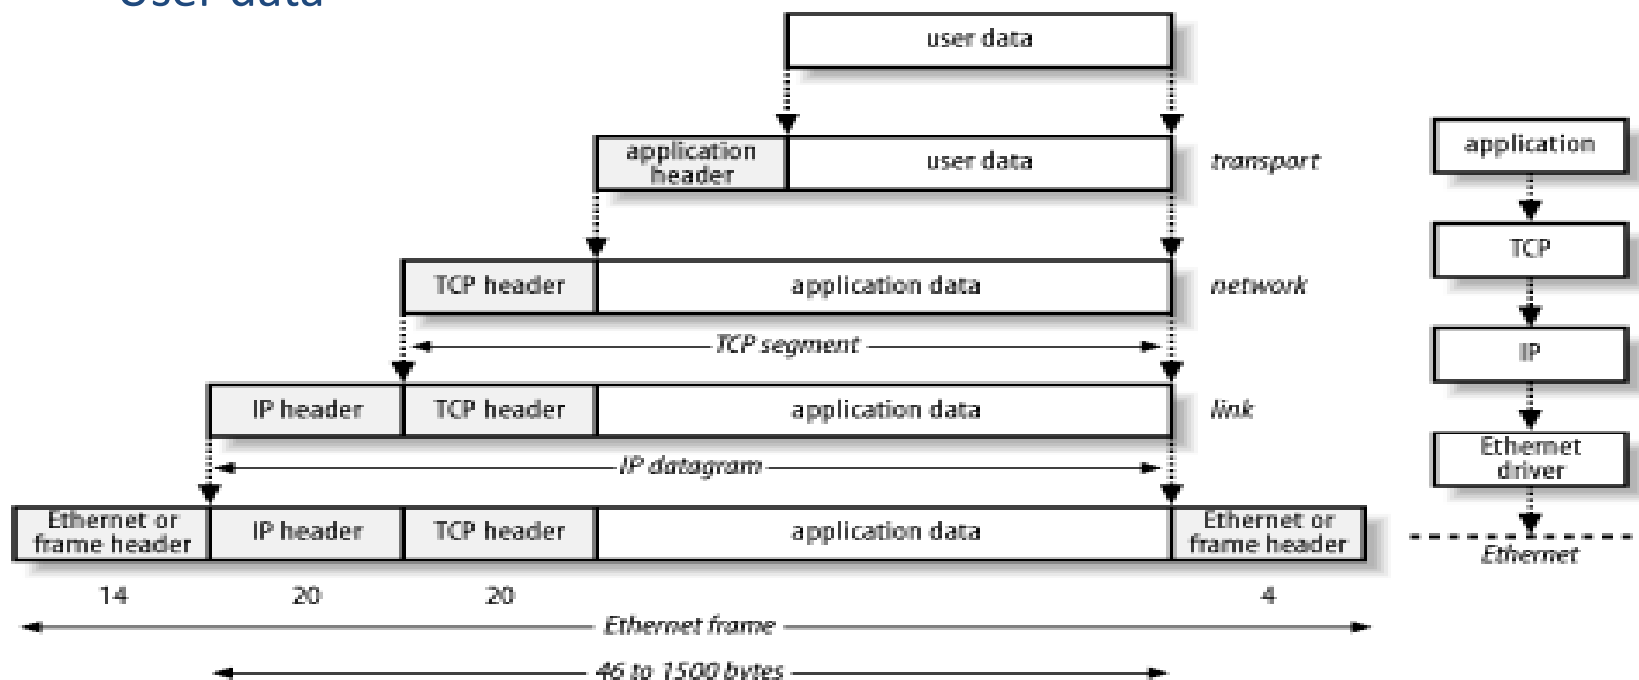 User data
user data
application
header
user data
transport
TCP header
application data
network
TCP segment
IP header
TCP header
application data
link
IP datagram
Ethernet or
frame header
IP header
TCP header
application data
Ethernet or
frame header
14
20
20
4
Ethernet frame
46 to 1500 bytes
application
TCP
IP
Ethernet
driver
Ethernet